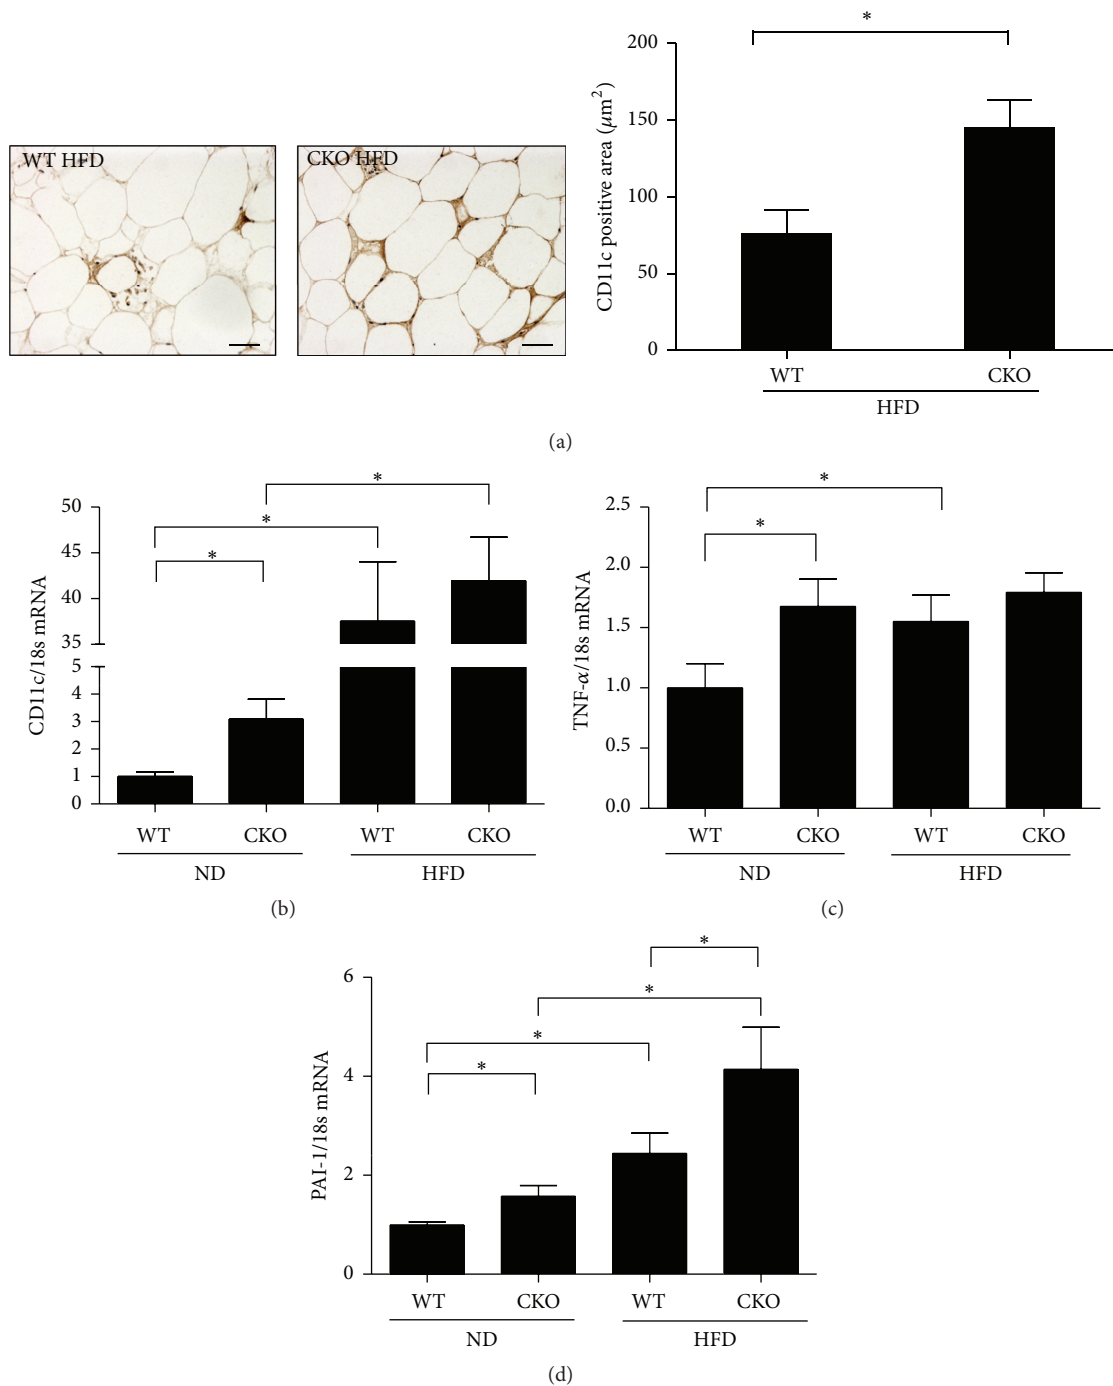 WT HFD
CKO HFD
*
200
150
100
50
0
CD11c positive area (μm²)
WT CKO
HFD
(a)
*
*
*
50
45
40
35
5
4
3
2
1
0
CD11c/18s mRNA
WT CKO WT CKO
ND HFD
(b)
*
*
2.5
2.0
1.5
1.0
0.5
0.0
TNF-α/18s mRNA
WT CKO WT CKO
ND HFD
(c)
*
*
*
*
6
4
2
0
PAI-1/18s mRNA
WT CKO WT CKO
ND HFD
(d)